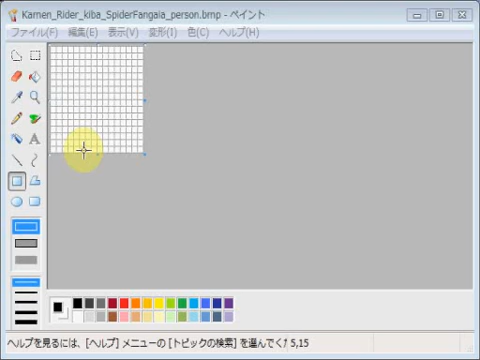 Kamen_Rider_kiba_SpiderFangaia_person.bmp - ペイント
ファイル(F) 編集(E) 表示(V) 変形(I) 色(C) ヘルプ(H)
A
ヘルプを見るには、[ヘルプ] メニューの [トピックの検索] を選んでく 5,15